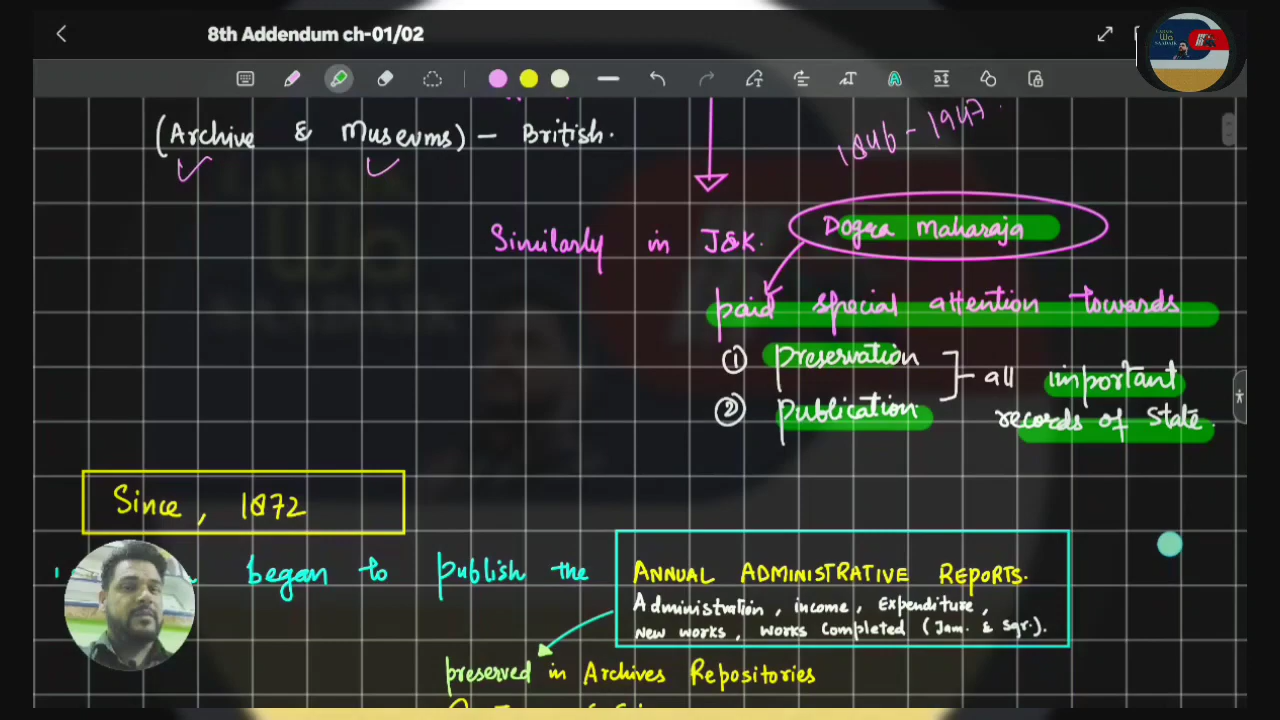 8th Addendum ch-01/02
(Archive & Museums) – British.
1846 - 1947
Similarly in J&K.
Dogra Maharaja
paid special attention towards
① preservation
② publication
all important
records of State.
Since, 1872
began to publish the
ANNUAL ADMINISTRATIVE REPORTS.
Administration, income, Expenditure,
New works, works completed (Jam. & Sgr.).
preserved in Archives Repositories